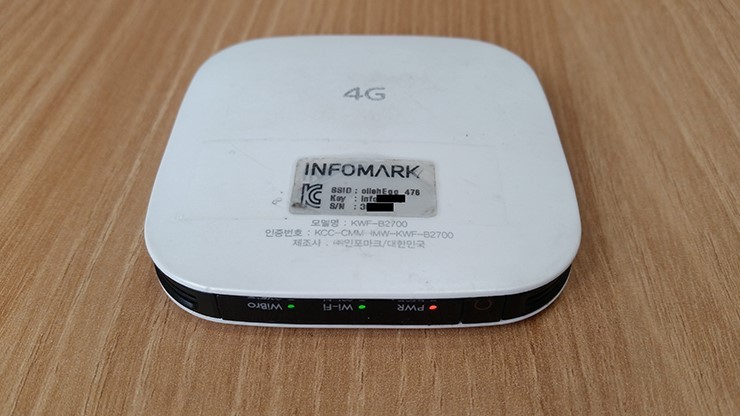 4G
INFOMARK
SSID : ollehEgg_476
Key : Info
S/N : 3
모델명 : KWF-B2700
인증번호 : KCC-CMM-IMW-KWF-B2700
제조사 : ㈜인포마크/대한민국
WiBro Wi-Fi PWR